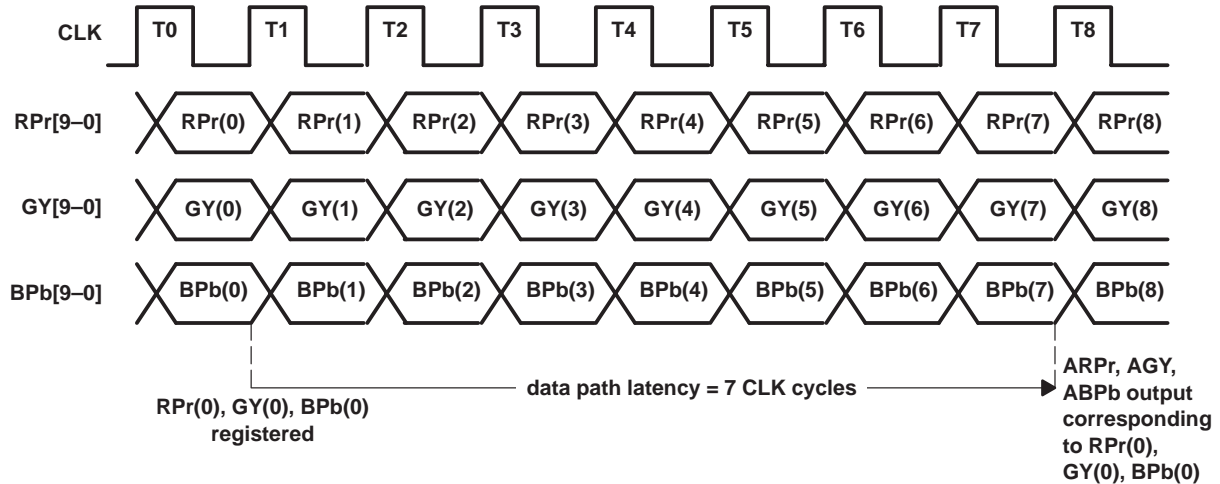 CLK T0 T1 T2 T3 T4 T5 T6 T7 T8
RPr[9–0] RPr(0) RPr(1) RPr(2) RPr(3) RPr(4) RPr(5) RPr(6) RPr(7) RPr(8)
GY[9–0] GY(0) GY(1) GY(2) GY(3) GY(4) GY(5) GY(6) GY(7) GY(8)
BPb[9–0] BPb(0) BPb(1) BPb(2) BPb(3) BPb(4) BPb(5) BPb(6) BPb(7) BPb(8)
data path latency = 7 CLK cycles
RPr(0), GY(0), BPb(0)
registered
ARPr, AGY,
ABPb output
corresponding
to RPr(0),
GY(0), BPb(0)